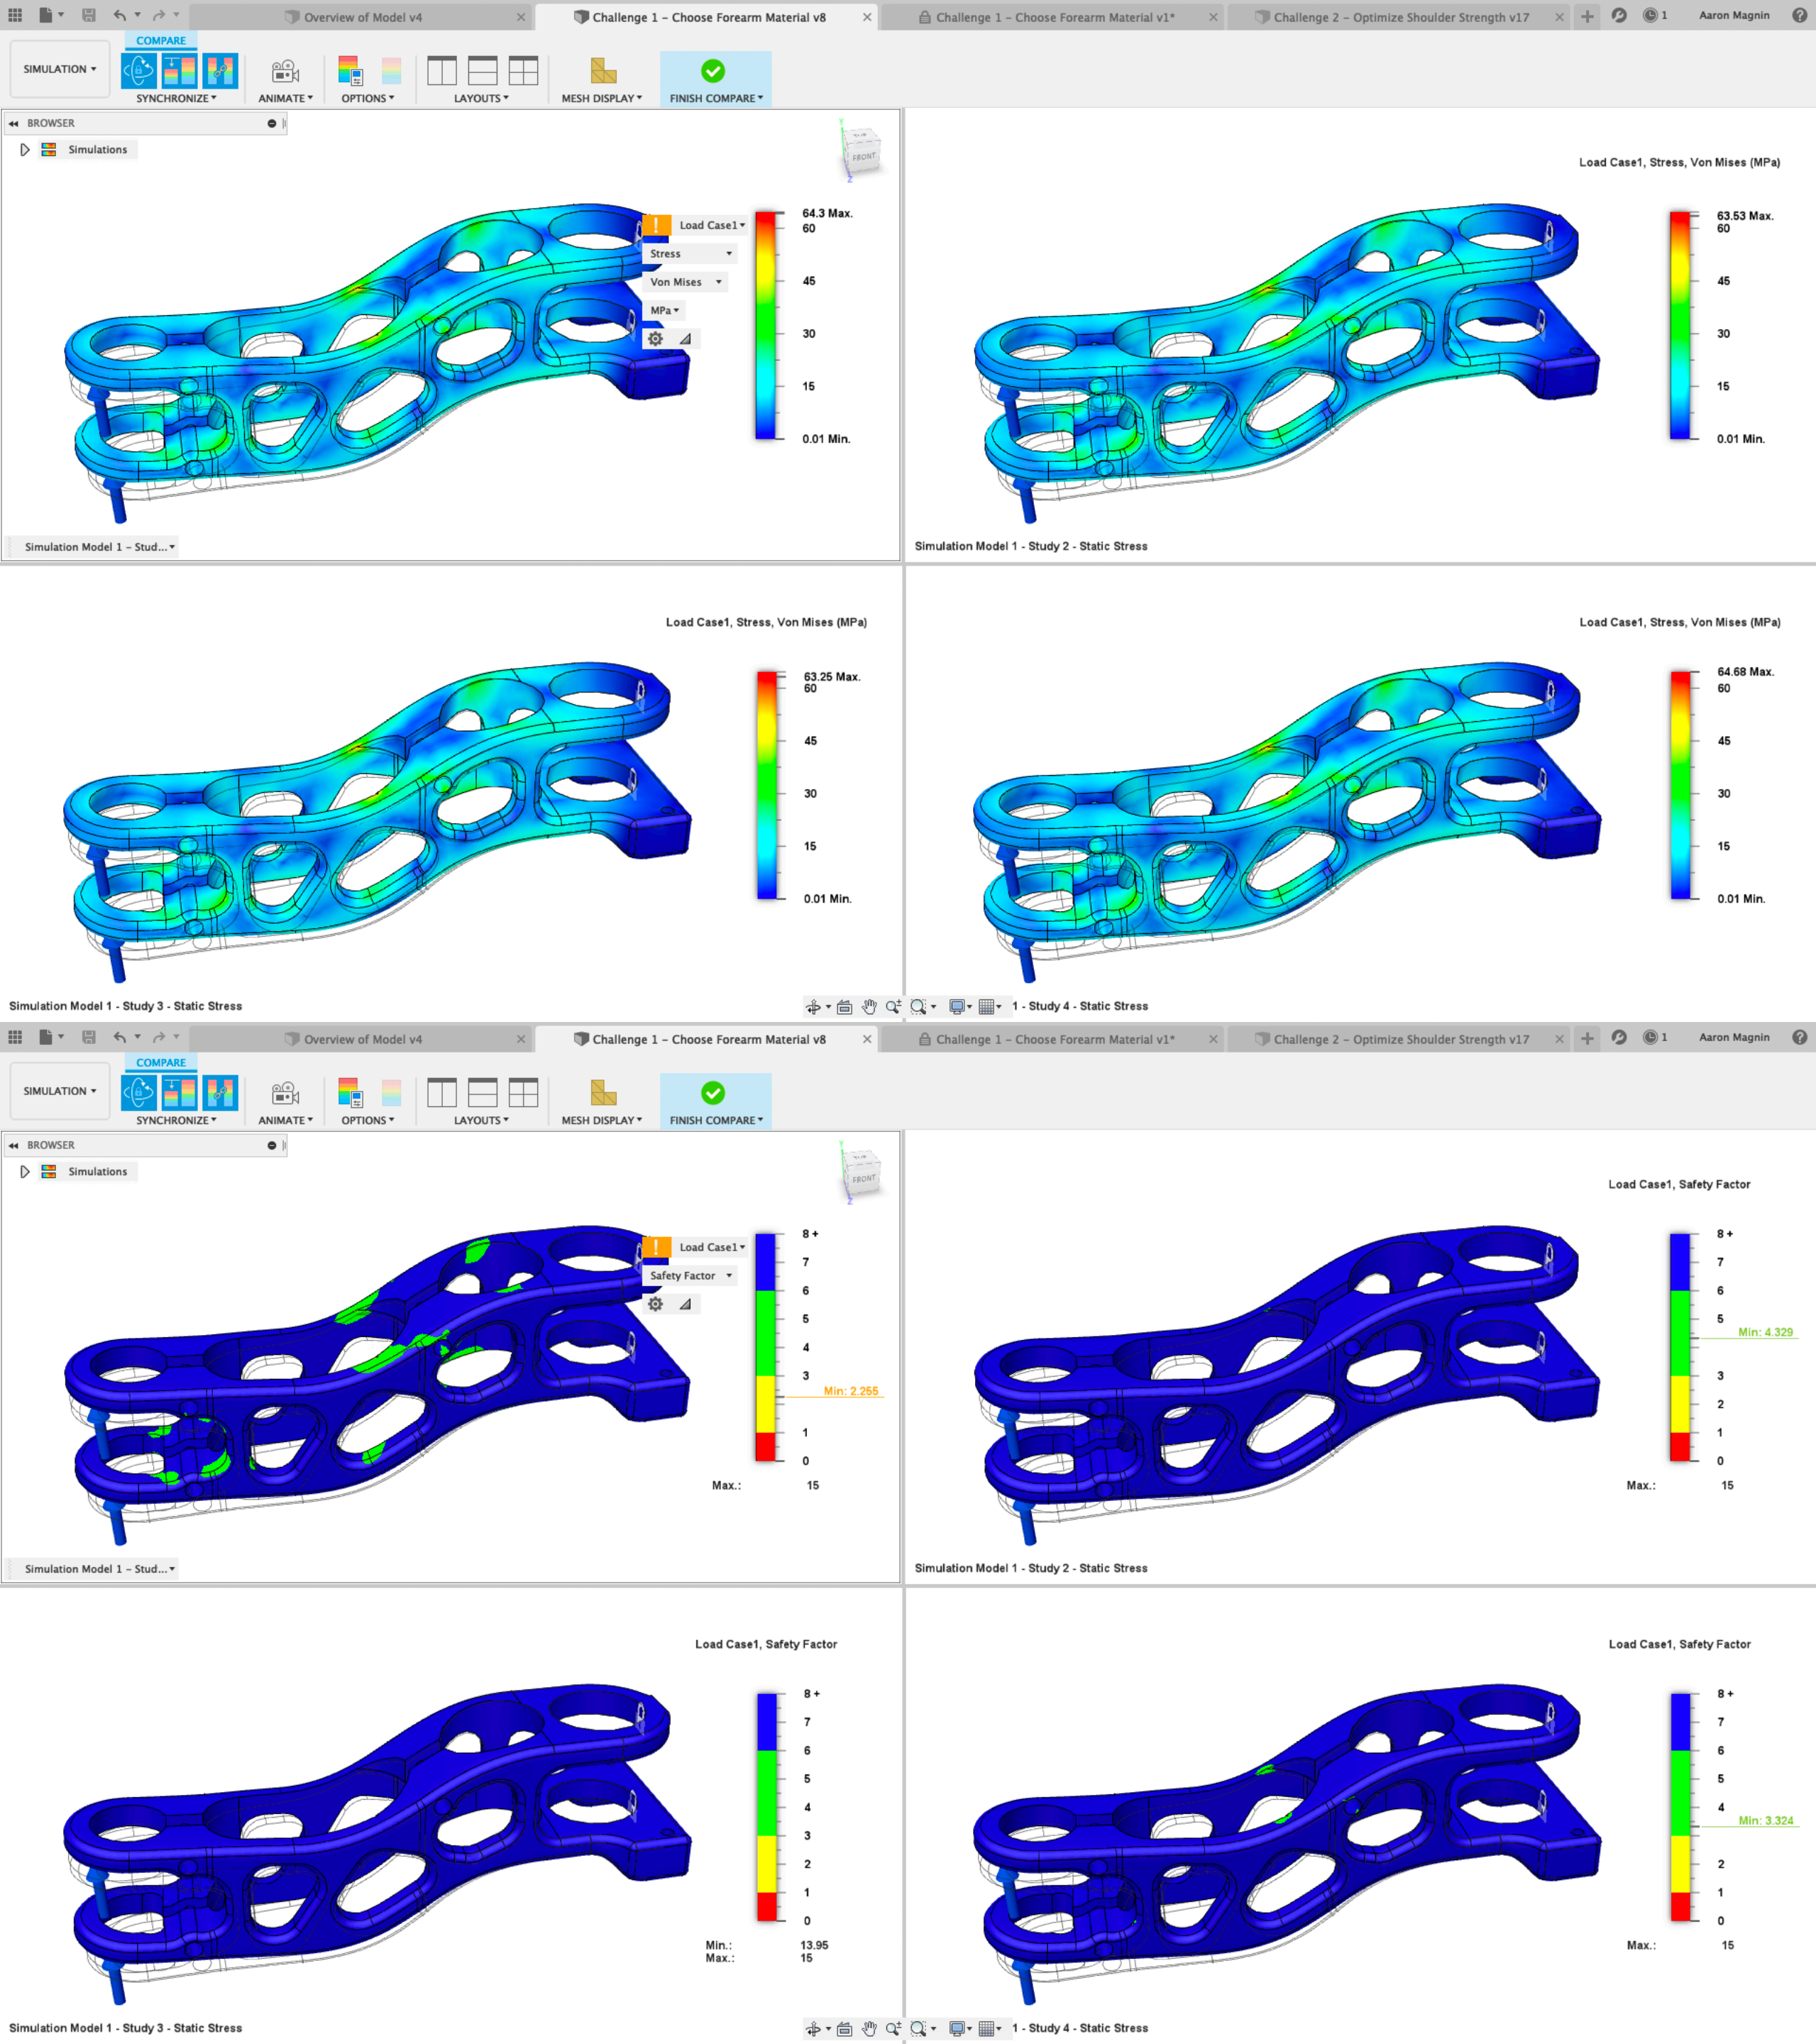 Overview of Model v4
Challenge 1 – Choose Forearm Material v8
Challenge 1 – Choose Forearm Material v1*
Challenge 2 – Optimize Shoulder Strength v17
1
Aaron Magnin
COMPARE
SIMULATION
SYNCHRONIZE
ANIMATE
OPTIONS
LAYOUTS
MESH DISPLAY
FINISH COMPARE
BROWSER
Simulations
FRONT
Load Case1
Stress
Von Mises
MPa
64.3 Max.
60
45
30
15
0.01 Min.
Simulation Model 1 – Stud...
Load Case1, Stress, Von Mises (MPa)
63.53 Max.
60
45
30
15
0.01 Min.
Simulation Model 1 - Study 2 - Static Stress
Load Case1, Stress, Von Mises (MPa)
63.25 Max.
60
45
30
15
0.01 Min.
Simulation Model 1 - Study 3 - Static Stress
Load Case1, Stress, Von Mises (MPa)
64.68 Max.
60
45
30
15
0.01 Min.
1 - Study 4 - Static Stress
Overview of Model v4
Challenge 1 – Choose Forearm Material v8
Challenge 1 – Choose Forearm Material v1*
Challenge 2 – Optimize Shoulder Strength v17
1
Aaron Magnin
COMPARE
SIMULATION
SYNCHRONIZE
ANIMATE
OPTIONS
LAYOUTS
MESH DISPLAY
FINISH COMPARE
BROWSER
Simulations
FRONT
Load Case1
Safety Factor
8 +
7
6
5
4
3
Min: 2.265
1
0
Max.: 15
Simulation Model 1 – Stud...
Load Case1, Safety Factor
8 +
7
6
5
Min: 4.329
3
2
1
0
Max.: 15
Simulation Model 1 - Study 2 - Static Stress
Load Case1, Safety Factor
8 +
7
6
5
4
3
2
1
0
Min.: 13.95
Max.: 15
Simulation Model 1 - Study 3 - Static Stress
Load Case1, Safety Factor
8 +
7
6
5
4
Min: 3.324
2
1
0
Max.: 15
1 - Study 4 - Static Stress